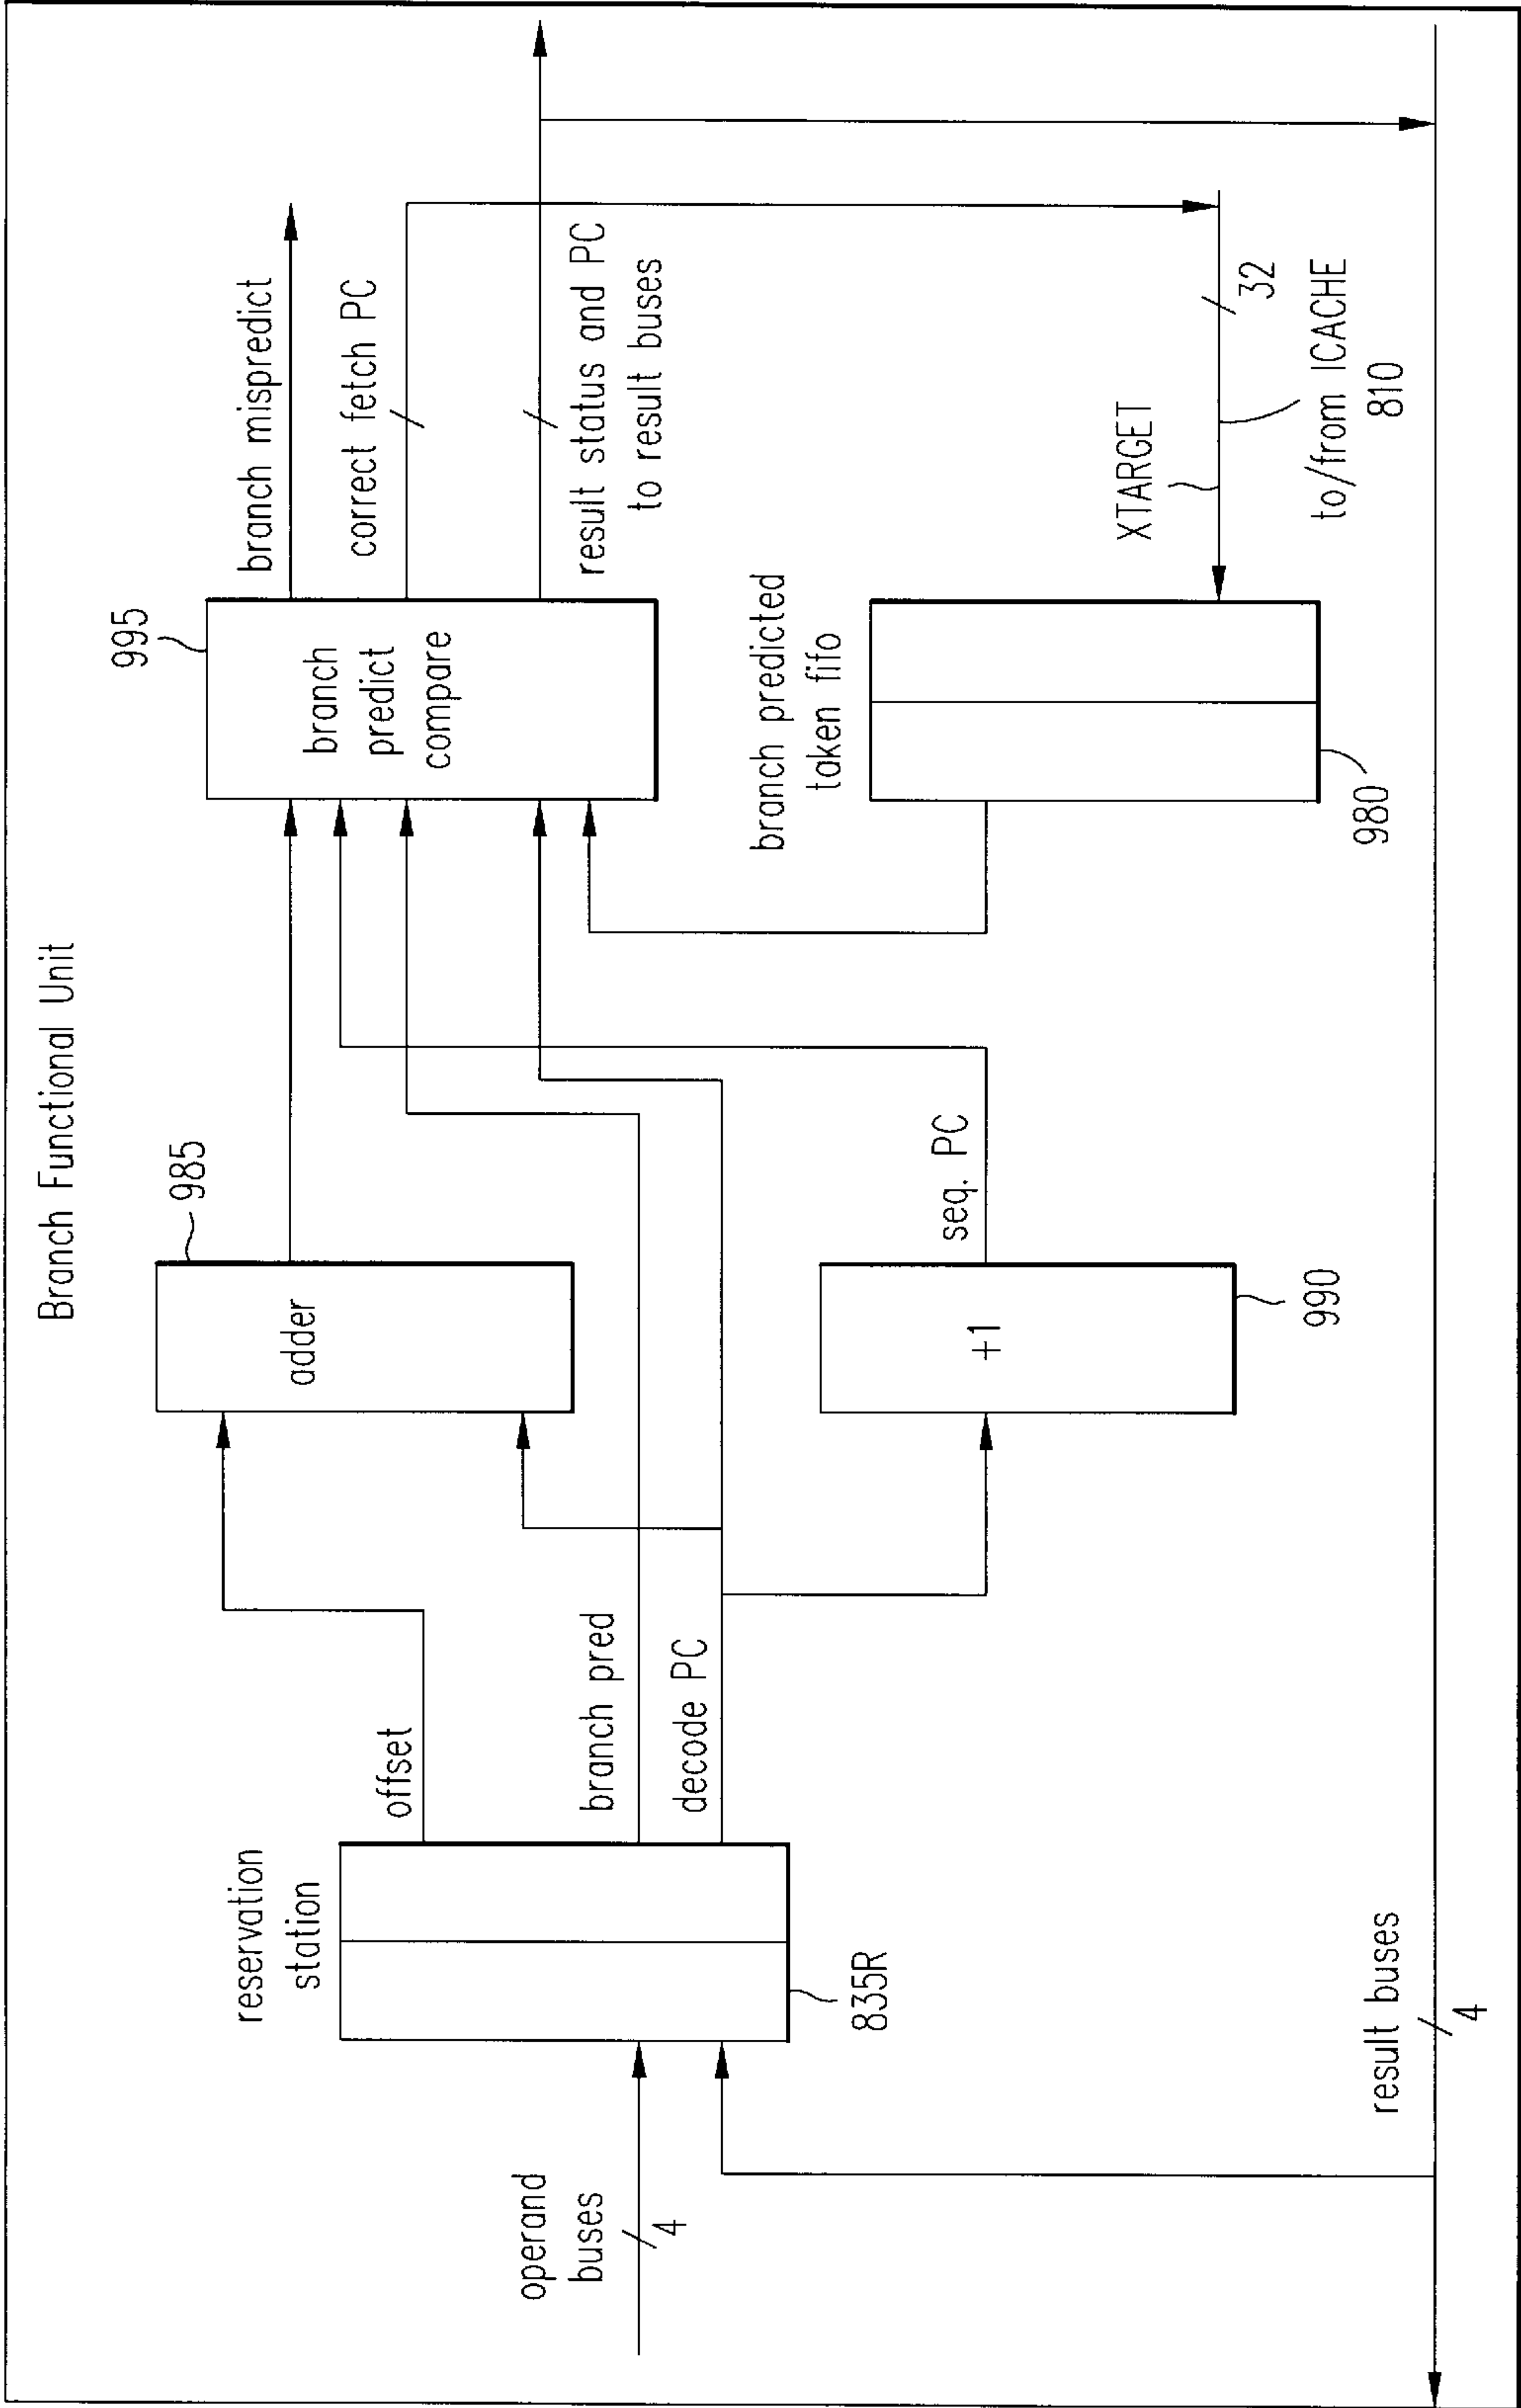 Branch Functional Unit
operand
buses
4
reservation
station
835R
offset
branch pred
decode PC
adder
985
+1
990
seq. PC
995
branch
predict
compare
branch predicted
taken fifo
980
branch mispredict
correct fetch PC
result status and PC
to result buses
XTARGET
32
to/from ICACHE
810
result buses
4